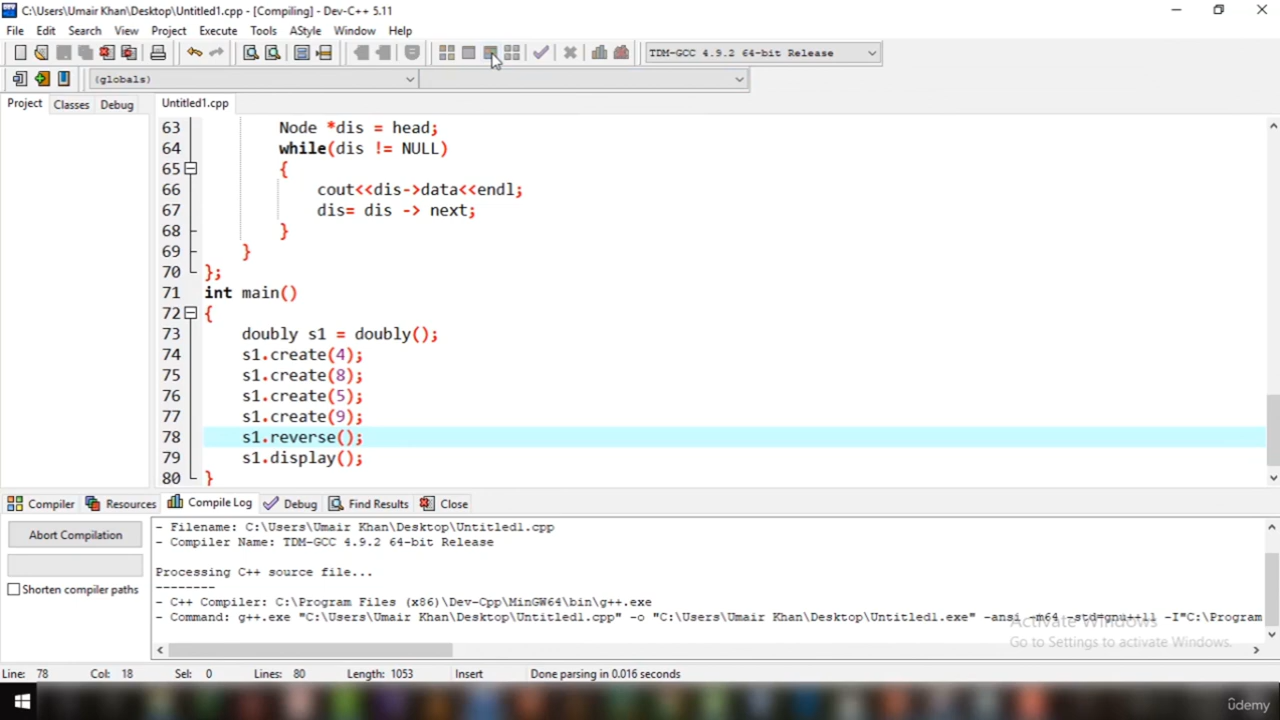 C:\Users\Umair Khan\Desktop\Untitled1.cpp - [Compiling] - Dev-C++ 5.11
File Edit Search View Project Execute Tools AStyle Window Help
TDM-GCC 4.9.2 64-bit Release
(globals)
Project Classes Debug Untitled1.cpp
63 Node *dis = head;
64 while(dis != NULL)
65 {
66 cout<<dis->data<<endl;
67 dis= dis -> next;
68 }
69 }
70 };
71 int main()
72 {
73 doubly s1 = doubly();
74 s1.create(4);
75 s1.create(8);
76 s1.create(5);
77 s1.create(9);
78 s1.reverse();
79 s1.display();
80 }
Compiler Resources Compile Log Debug Find Results Close
Abort Compilation
Shorten compiler paths
- Filename: C:\Users\Umair Khan\Desktop\Untitled1.cpp
- Compiler Name: TDM-GCC 4.9.2 64-bit Release
Processing C++ source file...
--------
- C++ Compiler: C:\Program Files (x86)\Dev-Cpp\MinGW64\bin\g++.exe
- Command: g++.exe "C:\Users\Umair Khan\Desktop\Untitled1.cpp" -o "C:\Users\Umair Khan\Desktop\Untitled1.exe" -ansi -m64 -std=gnu++11 -I"C:\Program
Activate Windows
Go to Settings to activate Windows.
Line: 78 Col: 18 Sel: 0 Lines: 80 Length: 1053 Insert Done parsing in 0.016 seconds
ûdemy